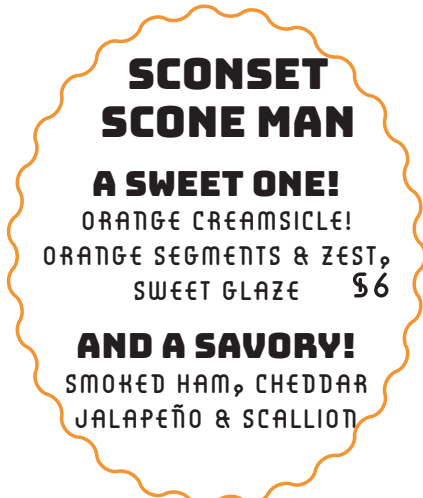 SCONSET
SCONE MAN
A SWEET ONE!
ORANGE CREAMSICLE!
ORANGE SEGMENTS & ZEST,
SWEET GLAZE $6
AND A SAVORY!
SMOKED HAM, CHEDDAR
JALAPEÑO & SCALLION